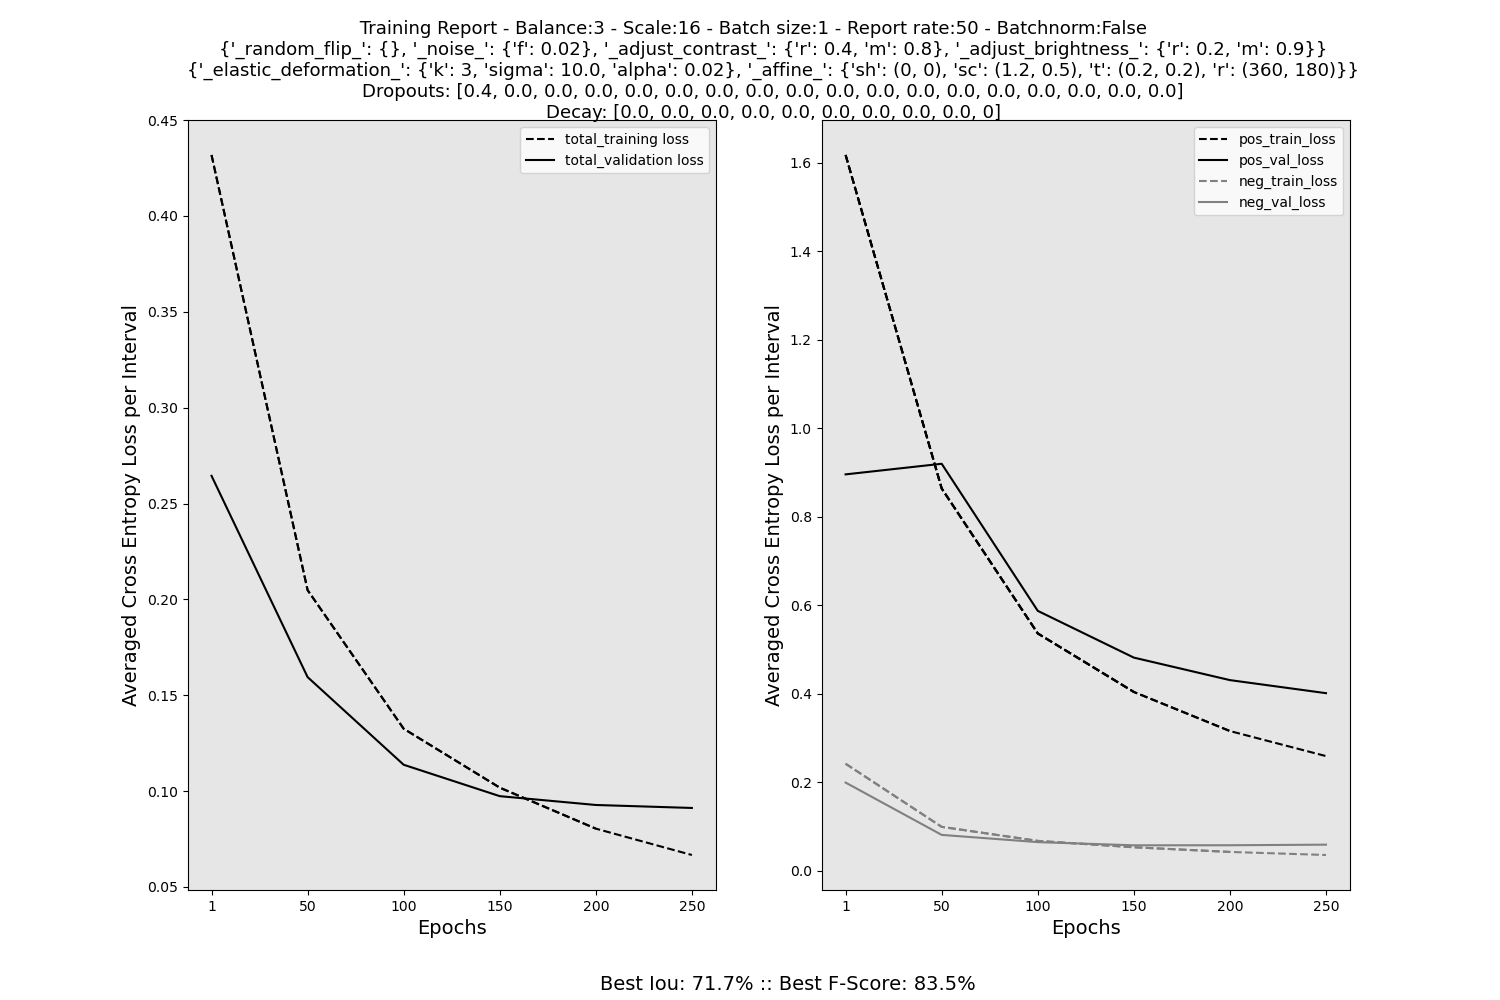 Training Report - Balance:3 - Scale:16 - Batch size:1 - Report rate:50 - Batchnorm:False
{'_random_flip_': {}, '_noise_': {'f': 0.02}, '_adjust_contrast_': {'r': 0.4, 'm': 0.8}, '_adjust_brightness_': {'r': 0.2, 'm': 0.9}}
{'_elastic_deformation_': {'k': 3, 'sigma': 10.0, 'alpha': 0.02}, '_affine_': {'sh': (0, 0), 'sc': (1.2, 0.5), 't': (0.2, 0.2), 'r': (360, 180)}}
Dropouts: [0.4, 0.0, 0.0, 0.0, 0.0, 0.0, 0.0, 0.0, 0.0, 0.0, 0.0, 0.0, 0.0, 0.0, 0.0, 0.0, 0.0, 0.0]
Decay: [0.0, 0.0, 0.0, 0.0, 0.0, 0.0, 0.0, 0.0, 0.0, 0]
total_training loss
total_validation loss
0.45
0.40
0.35
0.30
0.25
0.20
0.15
0.10
0.05
Averaged Cross Entropy Loss per Interval
1 50 100 150 200 250
Epochs
pos_train_loss
pos_val_loss
neg_train_loss
neg_val_loss
1.6
1.4
1.2
1.0
0.8
0.6
0.4
0.2
0.0
Averaged Cross Entropy Loss per Interval
1 50 100 150 200 250
Epochs
Best Iou: 71.7% :: Best F-Score: 83.5%